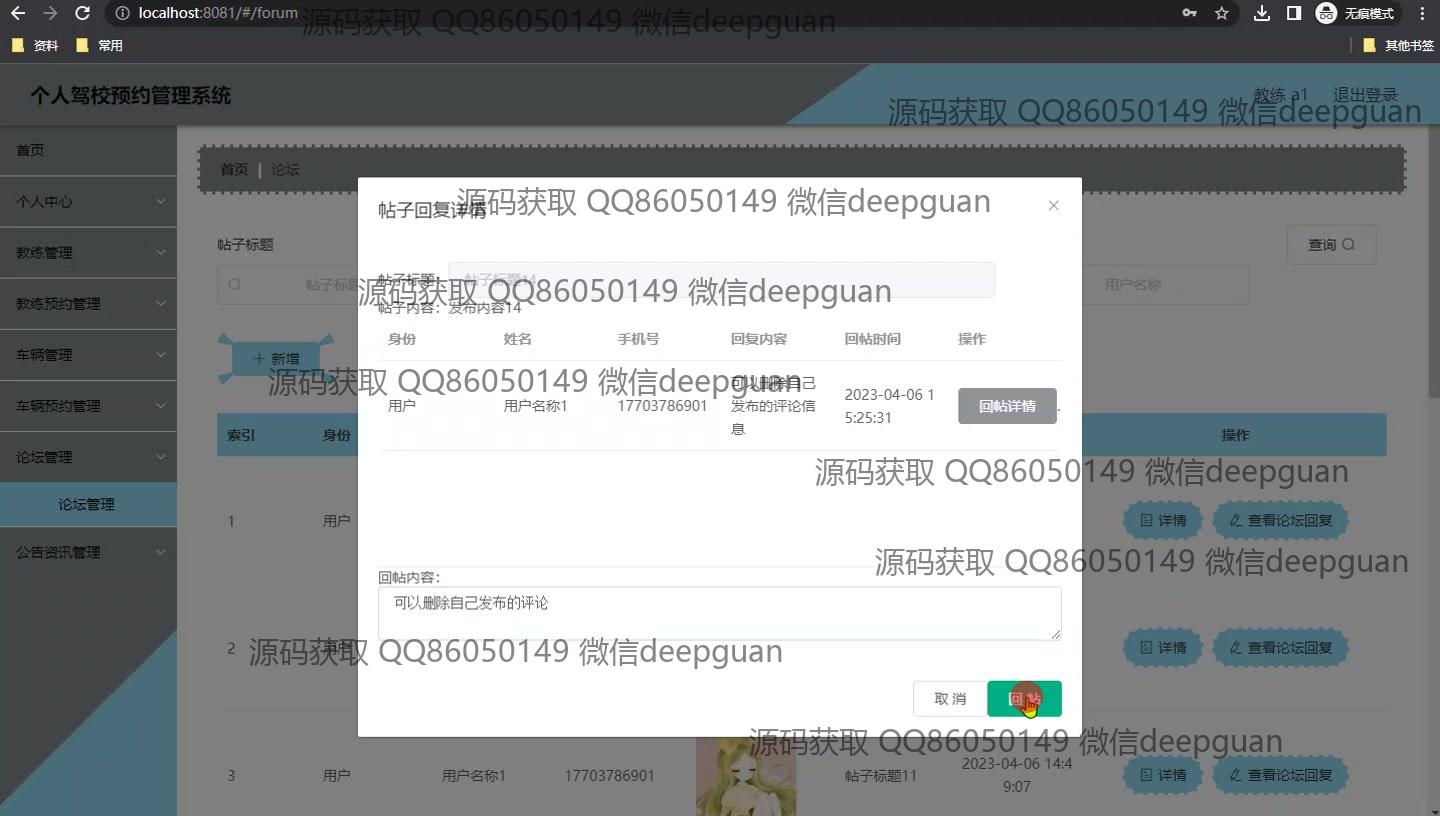 localhost:8081/#/forum
无痕模式
资料
常用
其他书签
源码获取 QQ86050149 微信deepguan
个人驾校预约管理系统
教练 a1
退出登录
源码获取 QQ86050149 微信deepguan
首页
个人中心
教练管理
教练预约管理
车辆管理
车辆预约管理
论坛管理
论坛管理
公告资讯管理
首页
论坛
帖子标题
帖子标题
用户名称
查询
+ 新增
索引
身份
操作
1
用户
详情
查看论坛回复
2
用户
详情
查看论坛回复
3
用户
用户名称1
17703786901
帖子标题11
2023-04-06 14:4
9:07
详情
查看论坛回复
帖子回复详情
源码获取 QQ86050149 微信deepguan
帖子标题:
帖子标题14
源码获取 QQ86050149 微信deepguan
帖子内容: 发布内容14
身份
姓名
手机号
回复内容
回帖时间
操作
源码获取 QQ86050149 微信deepguan
用户
用户名称1
17703786901
可以删除自己
发布的评论信
息
2023-04-06 1
5:25:31
回帖详情
源码获取 QQ86050149 微信deepguan
源码获取 QQ86050149 微信deepguan
回帖内容:
可以删除自己发布的评论
源码获取 QQ86050149 微信deepguan
取 消
回 帖
源码获取 QQ86050149 微信deepguan